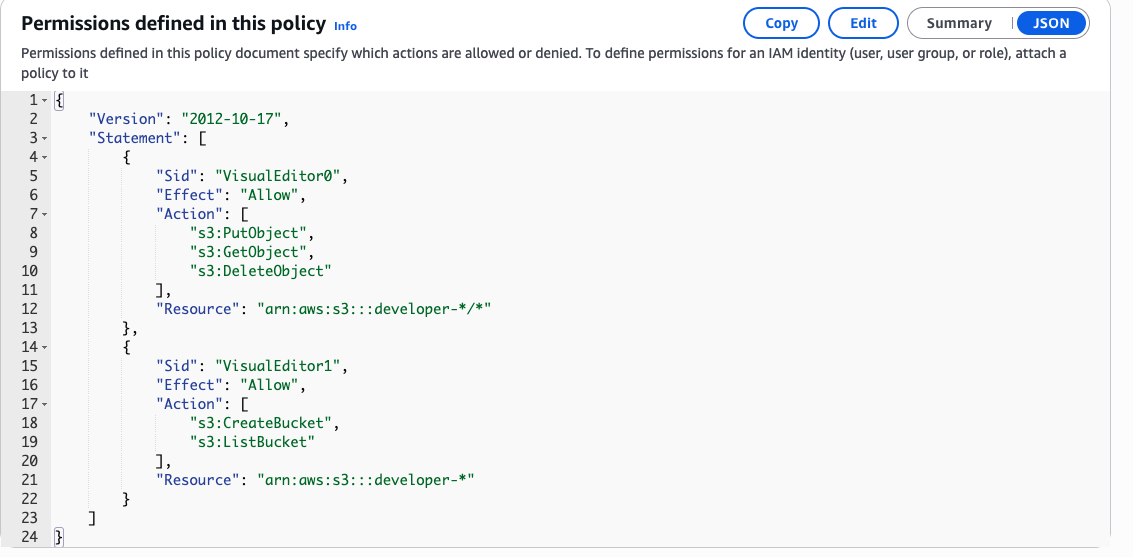 Permissions defined in this policy Info
Copy
Edit
Summary
JSON
Permissions defined in this policy document specify which actions are allowed or denied. To define permissions for an IAM identity (user, user group, or role), attach a
policy to it
1 {
2     "Version": "2012-10-17",
3     "Statement": [
4         {
5             "Sid": "VisualEditor0",
6             "Effect": "Allow",
7             "Action": [
8                 "s3:PutObject",
9                 "s3:GetObject",
10                 "s3:DeleteObject"
11             ],
12             "Resource": "arn:aws:s3:::developer-*/*"
13         },
14         {
15             "Sid": "VisualEditor1",
16             "Effect": "Allow",
17             "Action": [
18                 "s3:CreateBucket",
19                 "s3:ListBucket"
20             ],
21             "Resource": "arn:aws:s3:::developer-*"
22         }
23     ]
24 }